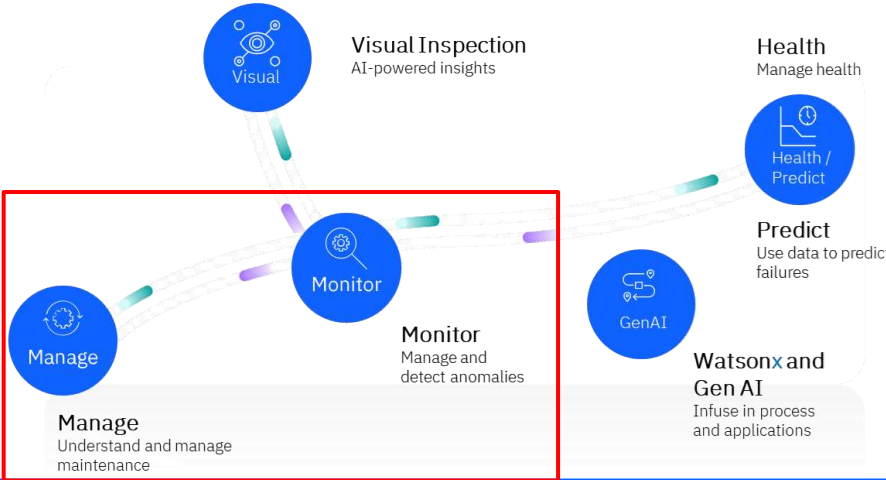 Visual
Visual Inspection
AI-powered insights
Health
Manage health
Health /
Predict
Predict
Use data to predict
failures
Monitor
Monitor
Manage and
detect anomalies
GenAI
Watsonx and
Gen AI
Infuse in process
and applications
Manage
Manage
Understand and manage
maintenance